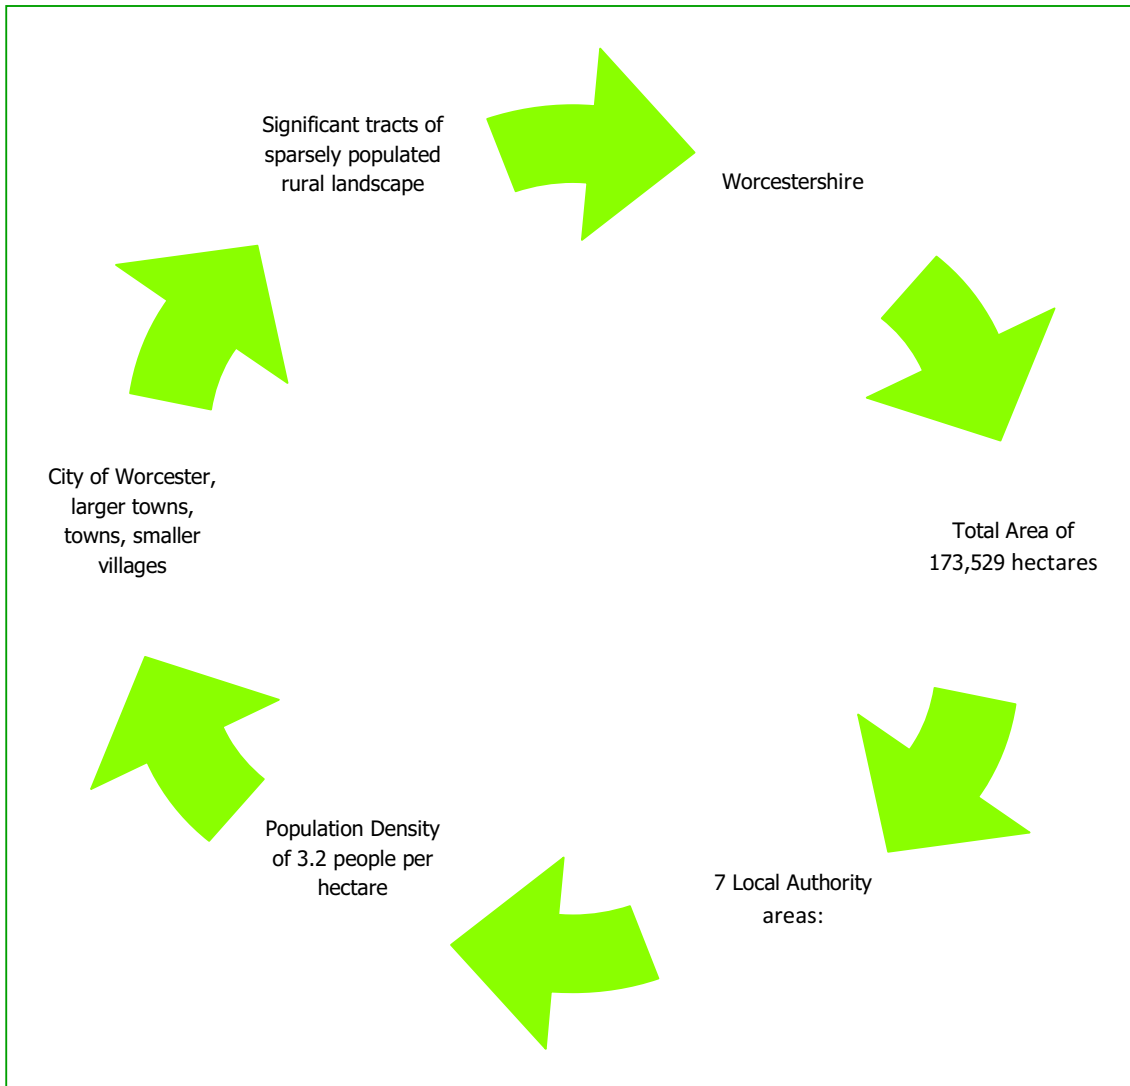 Significant tracts of
sparsely populated
rural landscape
Worcestershire
Total Area of
173,529 hectares
7 Local Authority
areas:
Population Density
of 3.2 people per
hectare
City of Worcester,
larger towns,
towns, smaller
villages